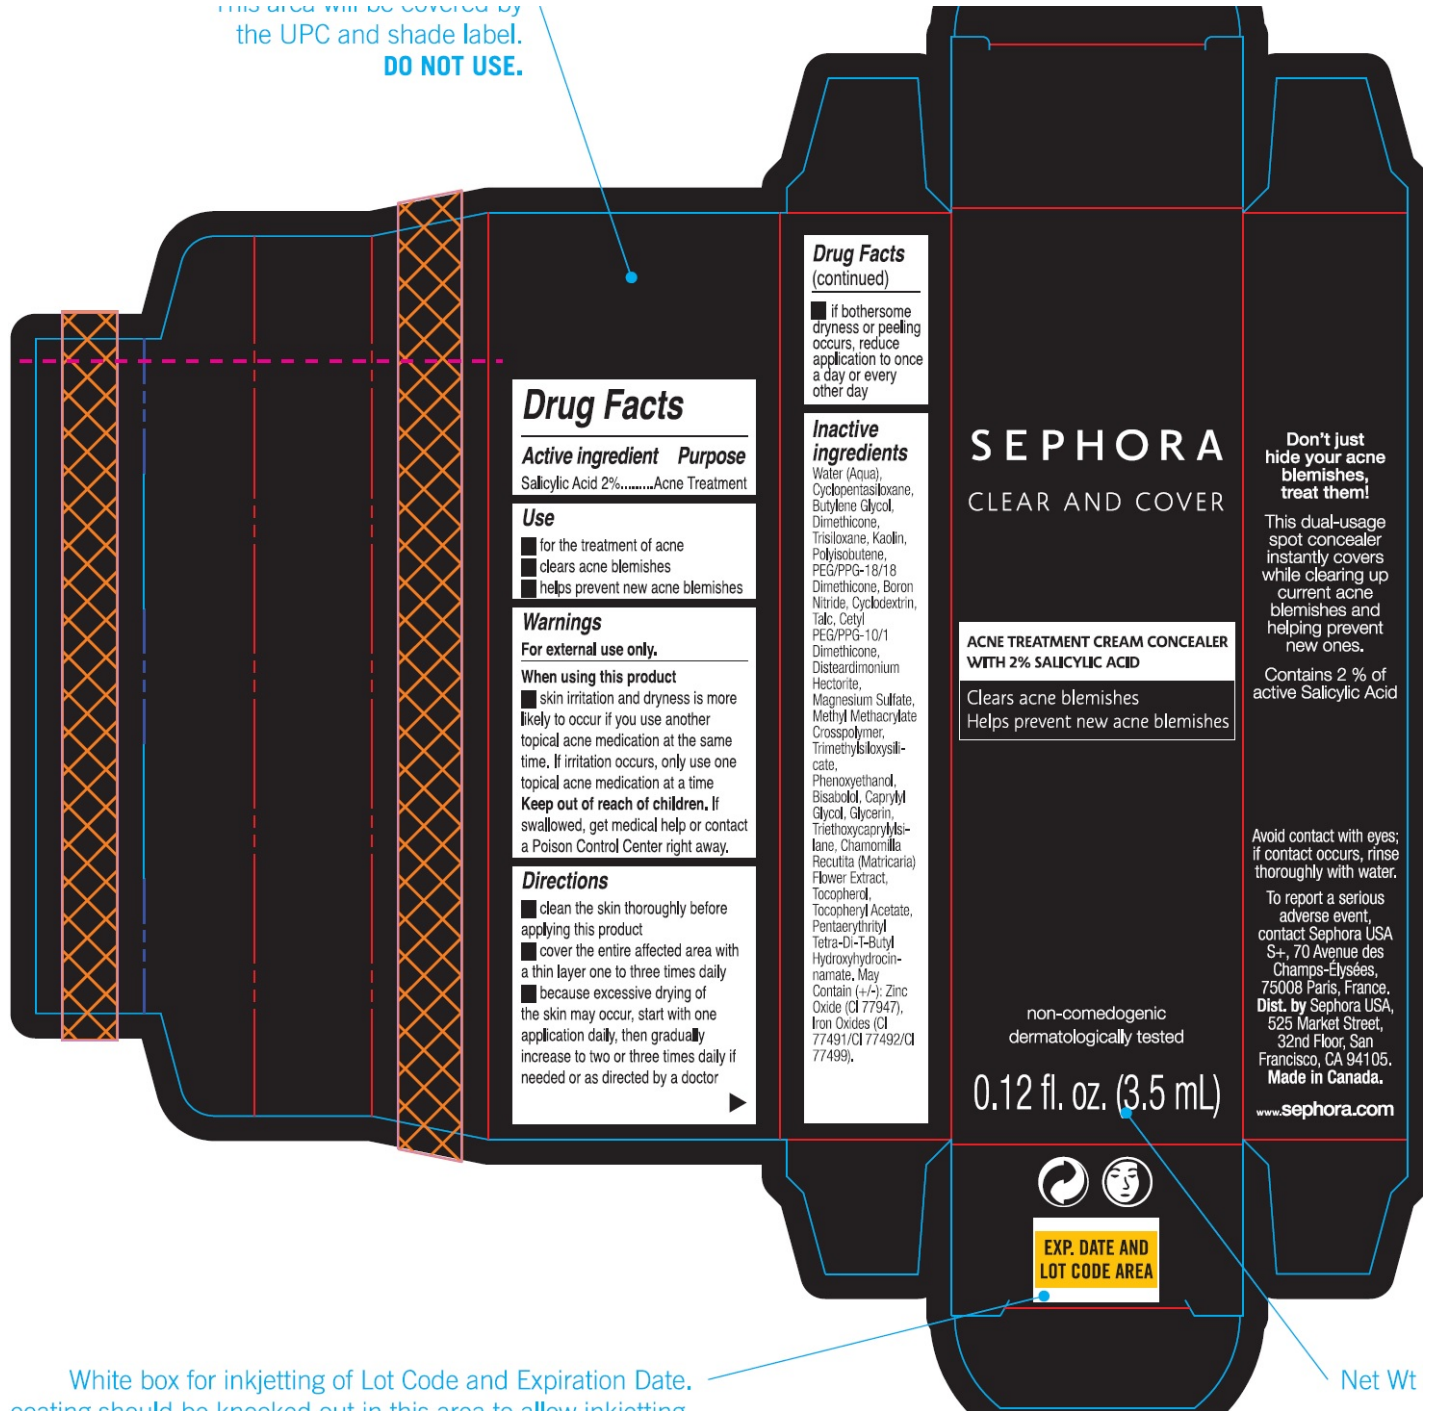 This area will be covered by
the UPC and shade label.
DO NOT USE.
Drug Facts
Active ingredient Purpose
Salicylic Acid 2%.........Acne Treatment
Use
■ for the treatment of acne
■ clears acne blemishes
■ helps prevent new acne blemishes
Warnings
For external use only.
When using this product
■ skin irritation and dryness is more
likely to occur if you use another
topical acne medication at the same
time. If irritation occurs, only use one
topical acne medication at a time
Keep out of reach of children. If
swallowed, get medical help or contact
a Poison Control Center right away.
Directions
■ clean the skin thoroughly before
applying this product
■ cover the entire affected area with
a thin layer one to three times daily
■ because excessive drying of
the skin may occur, start with one
application daily, then gradually
increase to two or three times daily if
needed or as directed by a doctor
Drug Facts
(continued)
■ if bothersome
dryness or peeling
occurs, reduce
application to once
a day or every
other day
Inactive
ingredients
Water (Aqua),
Cyclopentasiloxane,
Butylene Glycol,
Dimethicone,
Trisiloxane, Kaolin,
Polyisobutene,
PEG/PPG-18/18
Dimethicone, Boron
Nitride, Cyclodextrin,
Talc, Cetyl
PEG/PPG-10/1
Dimethicone,
Disteardimonium
Hectorite,
Magnesium Sulfate,
Methyl Methacrylate
Crosspolymer,
Trimethylsiloxysili-
cate,
Phenoxyethanol,
Bisabolol, Caprylyl
Glycol, Glycerin,
Triethoxycaprylylsi-
lane, Chamomilla
Recutita (Matricaria)
Flower Extract,
Tocopherol,
Tocopheryl Acetate,
Pentaerythrityl
Tetra-Di-T-Butyl
Hydroxyhydrocin-
namate. May
Contain (+/-): Zinc
Oxide (CI 77947),
Iron Oxides (CI
77491/CI 77492/CI
77499).
SEPHORA
CLEAR AND COVER
ACNE TREATMENT CREAM CONCEALER
WITH 2% SALICYLIC ACID
Clears acne blemishes
Helps prevent new acne blemishes
non-comedogenic
dermatologically tested
0.12 fl. oz. (3.5 mL)
EXP. DATE AND
LOT CODE AREA
Don't just
hide your acne
blemishes,
treat them!
This dual-usage
spot concealer
instantly covers
while clearing up
current acne
blemishes and
helping prevent
new ones.
Contains 2 % of
active Salicylic Acid
Avoid contact with eyes;
if contact occurs, rinse
thoroughly with water.
To report a serious
adverse event,
contact Sephora USA
S+, 70 Avenue des
Champs-Élysées,
75008 Paris, France.
Dist. by Sephora USA,
525 Market Street,
32nd Floor, San
Francisco, CA 94105.
Made in Canada.
www.sephora.com
White box for inkjetting of Lot Code and Expiration Date,
coating should be knocked out in this area to allow inkjetting
Net Wt